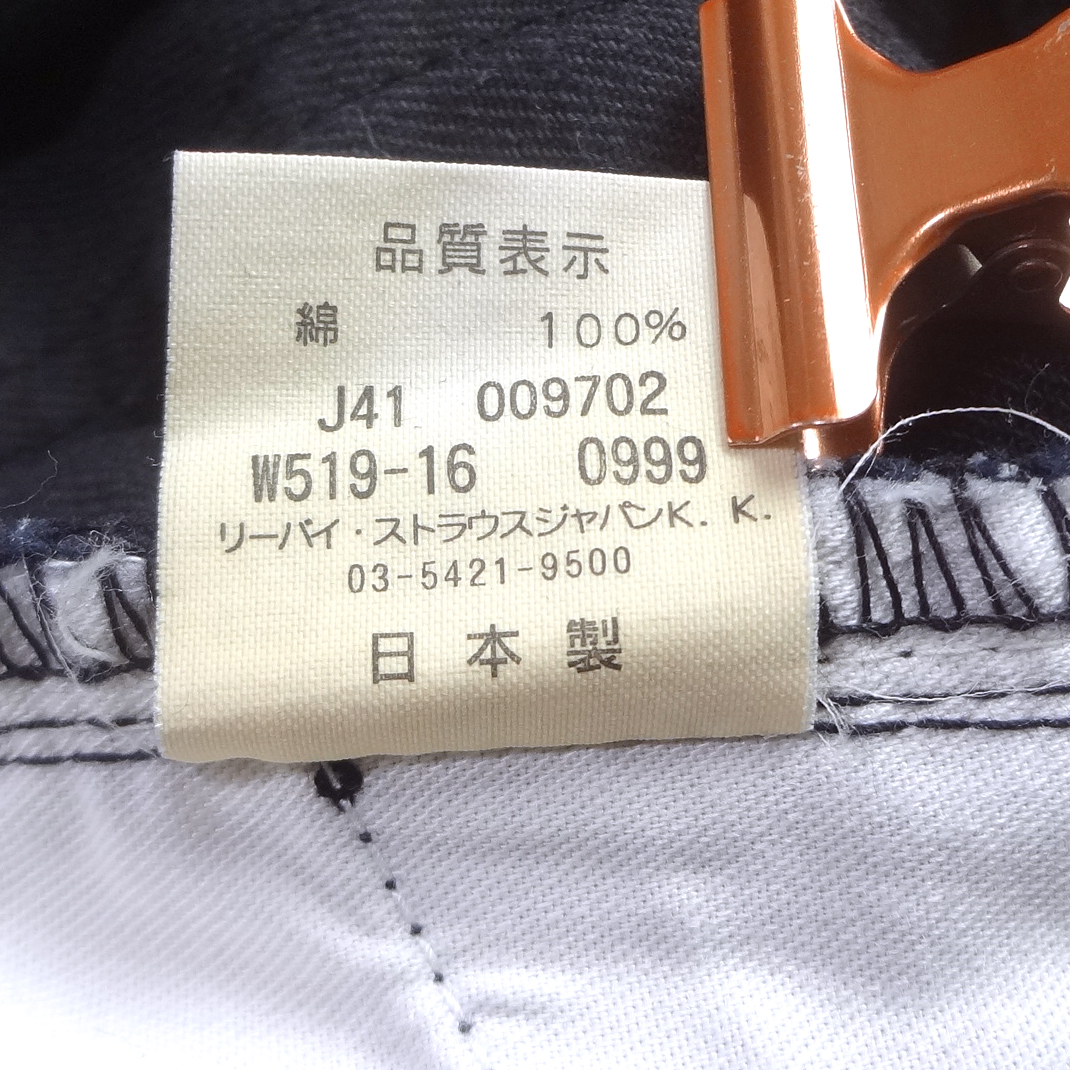 品質表示
綿 100%
J41 009702
W519-16 0999
リーバイ・ストラウスジャパンK. K.
03-5421-9500
日本製